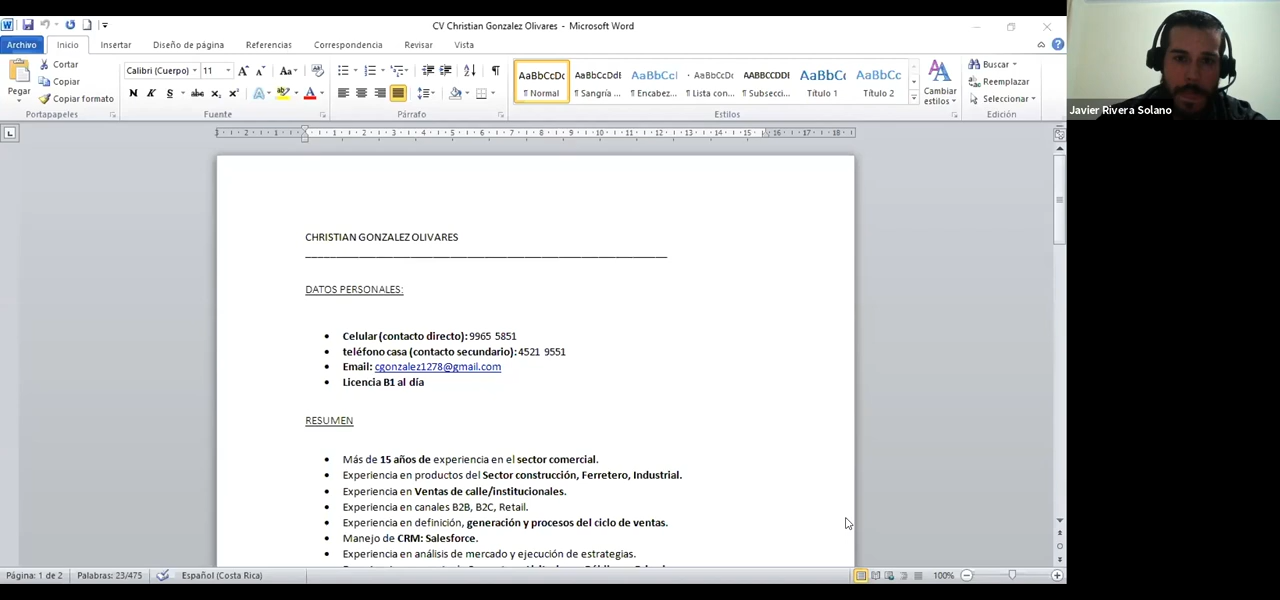 CV Christian Gonzalez Olivares - Microsoft Word
Archivo Inicio Insertar Diseño de página Referencias Correspondencia Revisar Vista
Pegar
Cortar
Copiar
Copiar formato
Portapapeles
Calibri (Cuerpo) 11
Fuente
Párrafo
AaBbCcDc AaBbCcDdE AaBbCcI AaBbCcDdI AABBCCDDE AaBbCc AaBbCc
¶ Normal ¶ Sangría ... ¶ Encabez... ¶ Lista con... ¶ Subsecci... Título 1 Título 2
Cambiar estilos
Estilos
Buscar
Reemplazar
Seleccionar
Edición
Javier Rivera Solano
CHRISTIAN GONZALEZ OLIVARES
DATOS PERSONALES:
• Celular (contacto directo): 9965 5851
• teléfono casa (contacto secundario): 4521 9551
• Email: cgonzalez1278@gmail.com
• Licencia B1 al día
RESUMEN
• Más de 15 años de experiencia en el sector comercial.
• Experiencia en productos del Sector construcción, Ferretero, Industrial.
• Experiencia en Ventas de calle/institucionales.
• Experiencia en canales B2B, B2C, Retail.
• Experiencia en definición, generación y procesos del ciclo de ventas.
• Manejo de CRM: Salesforce.
• Experiencia en análisis de mercado y ejecución de estrategias.
Página: 1 de 2 Palabras: 23/475 Español (Costa Rica) 100%